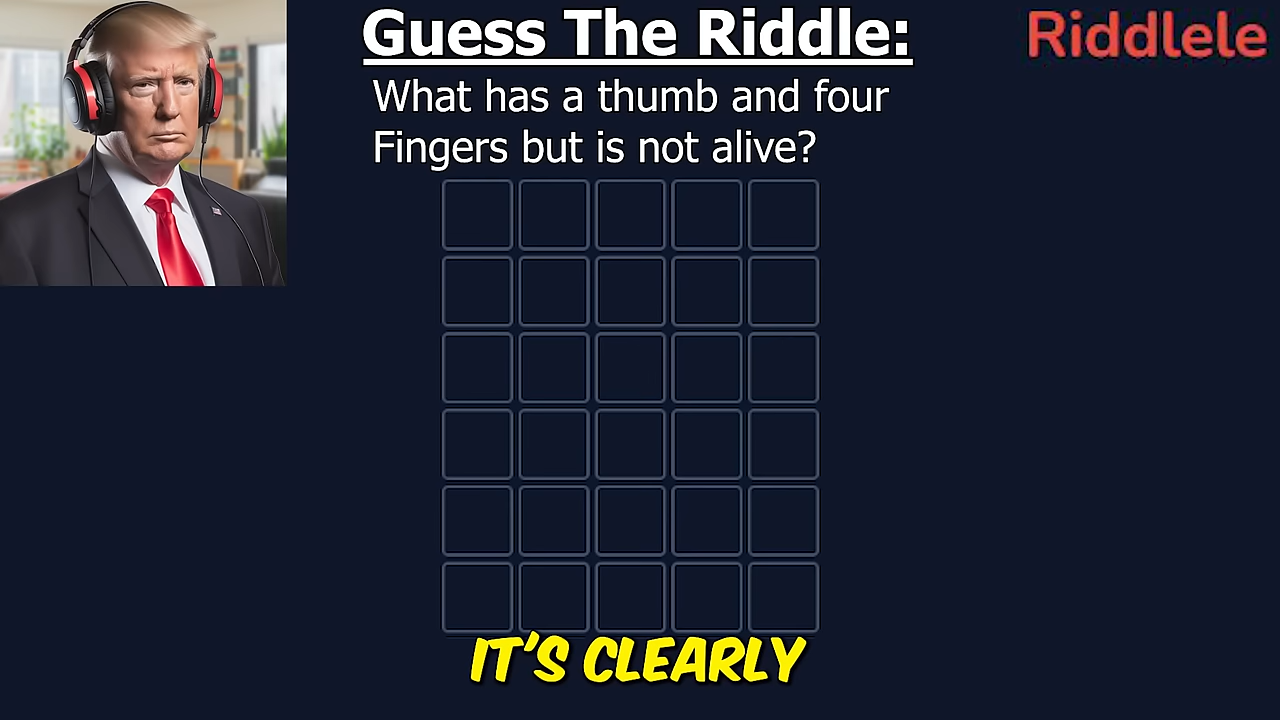 Guess The Riddle:
Riddlele
What has a thumb and four
Fingers but is not alive?
IT'S CLEARLY